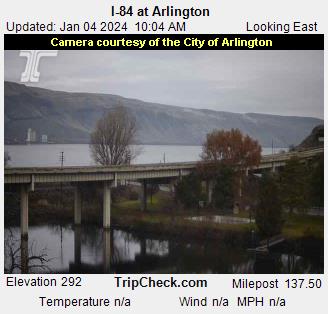 I-84 at Arlington
Updated: Jan 04 2024 10:04 AM Looking East
Camera courtesy of the City of Arlington
Elevation 292 TripCheck.com Milepost 137.50
Temperature n/a Wind n/a MPH n/a